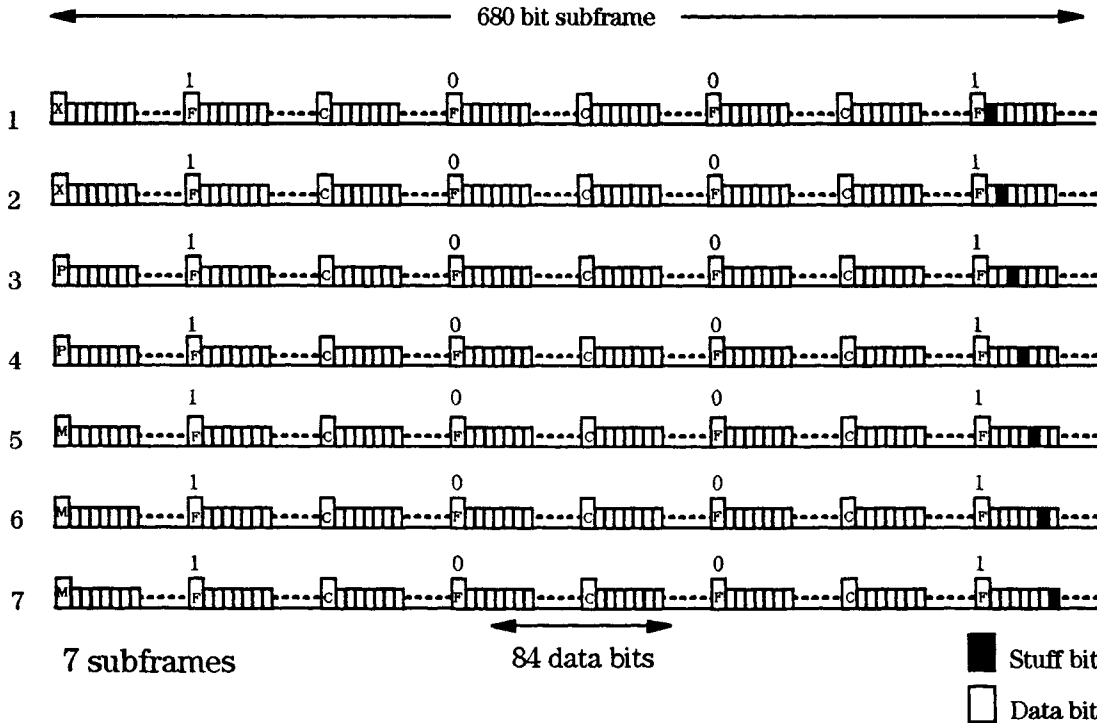 680 bit subframe
1 0 0 1
1 X F C F C F C F
1 0 0 1
2 X F C F C F C F
1 0 0 1
3 P F C F C F C F
1 0 0 1
4 P F C F C F C F
1 0 0 1
5 M F C F C F C F
1 0 0 1
6 M F C F C F C F
1 0 0 1
7 M F C F C F C F
7 subframes
84 data bits
Stuff bit
Data bit